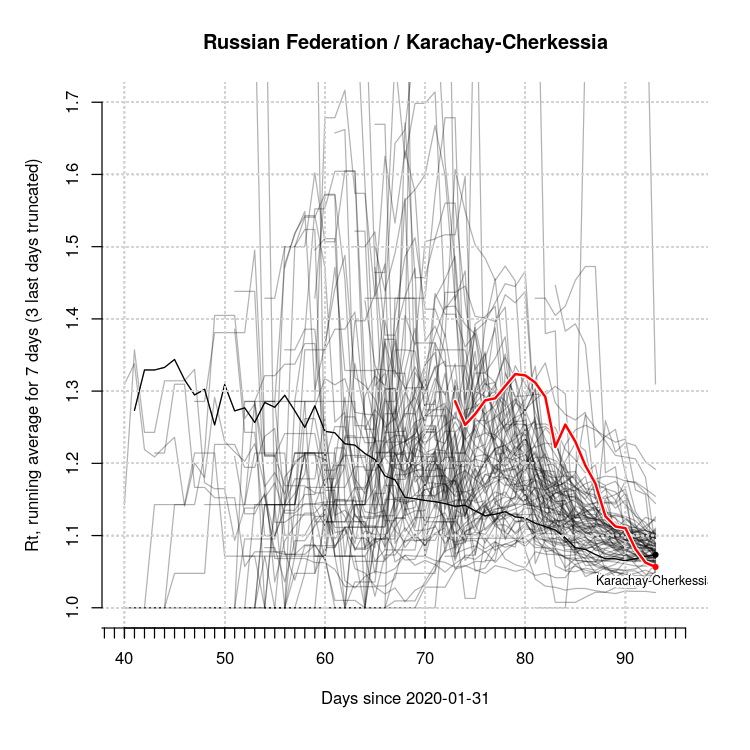 Russian Federation / Karachay-Cherkessia
Rt, running average for 7 days (3 last days truncated)
1.7
1.6
1.5
1.4
1.3
1.2
1.1
1.0
Karachay-Cherkessi
40 50 60 70 80 90
Days since 2020-01-31